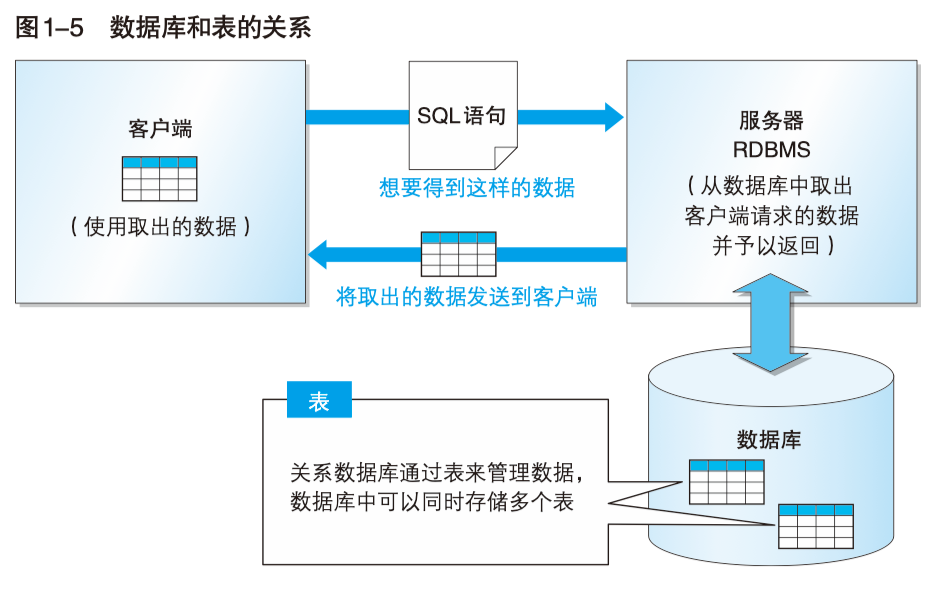 图1–5 数据库和表的关系
客户端
(使用取出的数据)
SQL语句
想要得到这样的数据
将取出的数据发送到客户端
服务器
RDBMS
(从数据库中取出
客户端请求的数据
并予以返回)
表
关系数据库通过表来管理数据，
数据库中可以同时存储多个表
数据库